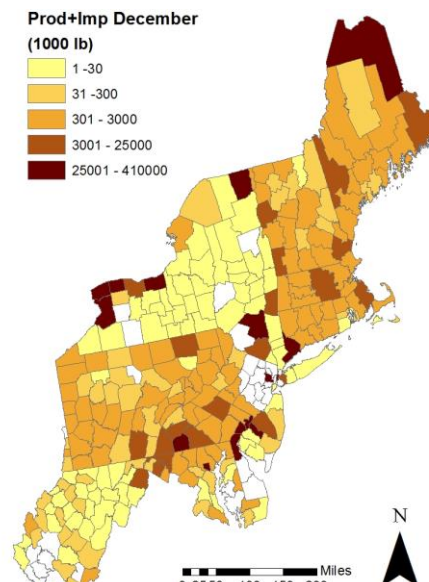 Prod+Imp December
(1000 lb)
1 -30
31 -300
301 - 3000
3001 - 25000
25001 - 410000
N
Miles